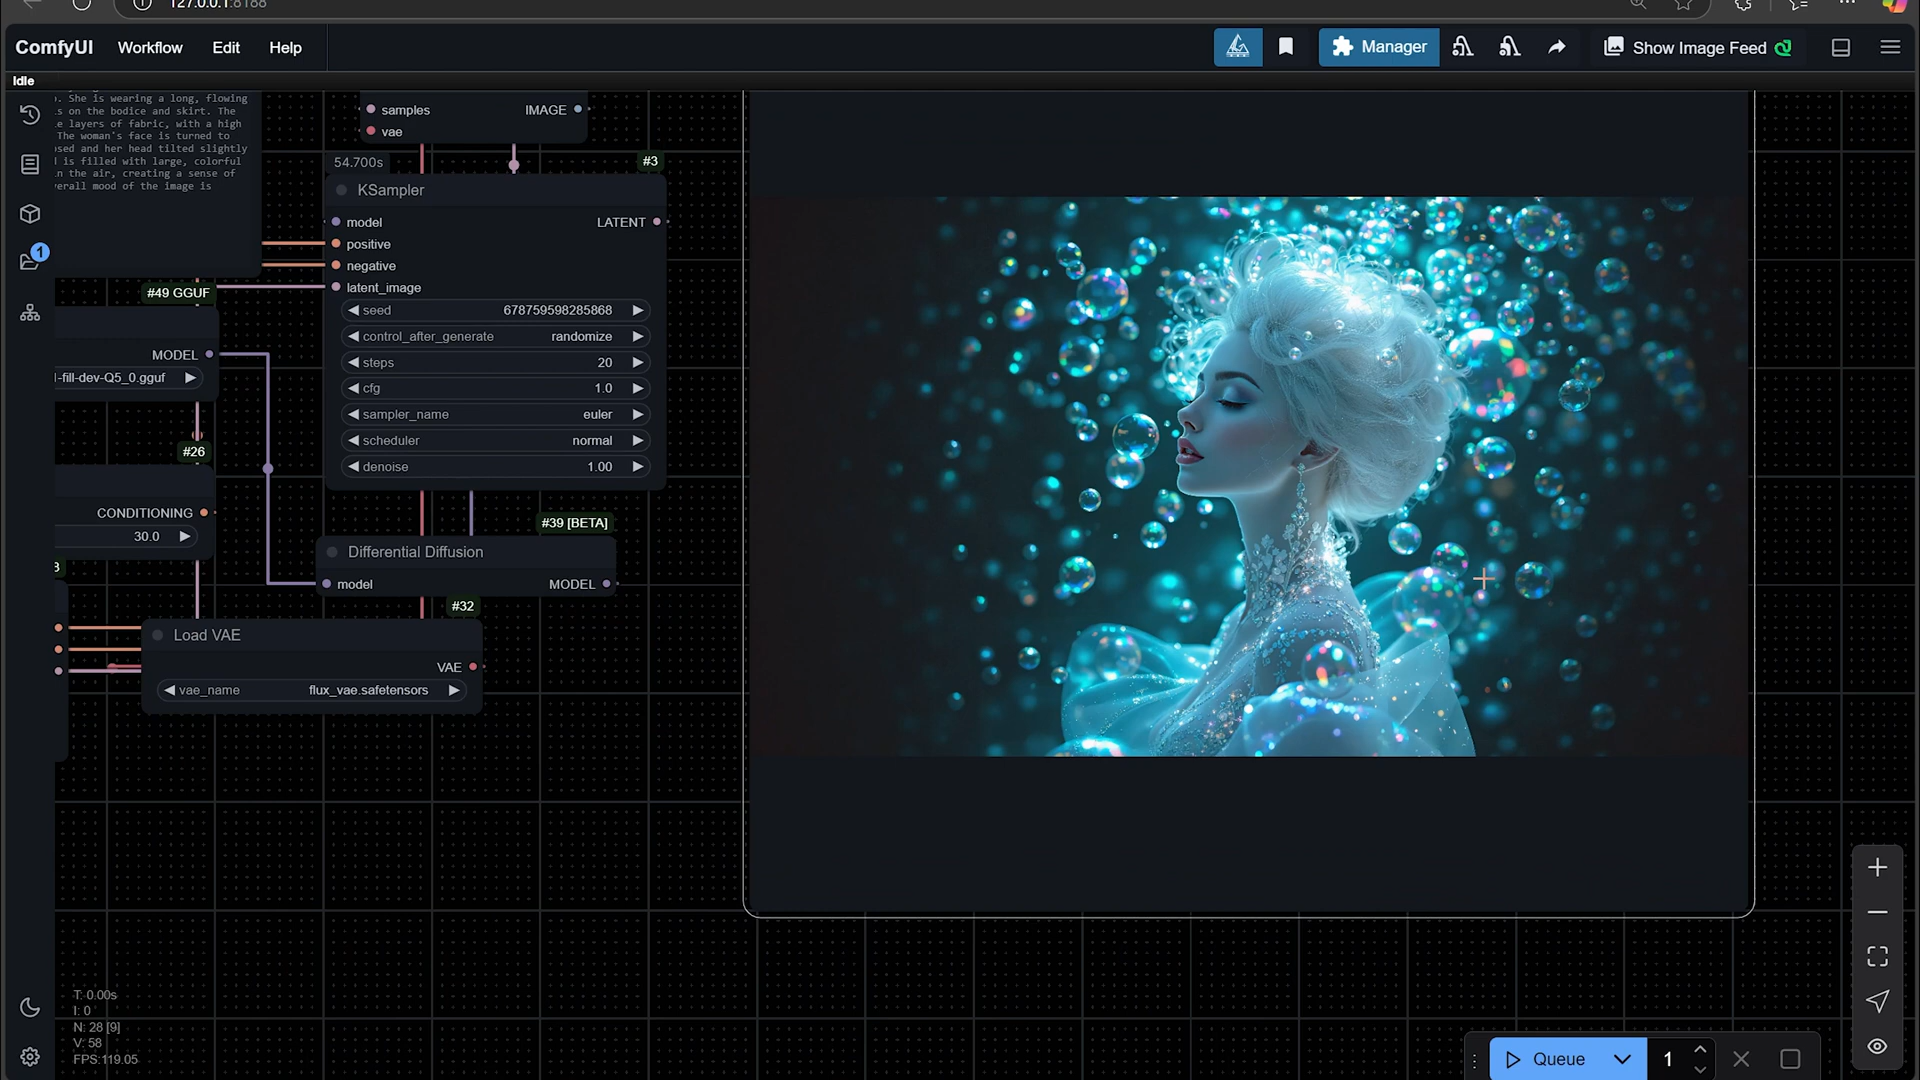 127.0.0.1:8188
ComfyUI
Workflow
Edit
Help
Manager
Show Image Feed
Idle
. She is wearing a long, flowing
s on the bodice and skirt. The
e layers of fabric, with a high
The woman's face is turned to
sed and her head tilted slightly
is filled with large, colorful
n the air, creating a sense of
verall mood of the image is
samples
IMAGE
vae
54.700s
#3
KSampler
model
LATENT
positive
negative
latent_image
seed
678759598285868
control_after_generate
randomize
steps
20
cfg
1.0
sampler_name
euler
scheduler
normal
denoise
1.00
1
#49 GGUF
MODEL
l-fill-dev-Q5_0.gguf
#26
CONDITIONING
30.0
#39 [BETA]
Differential Diffusion
model
MODEL
#32
Load VAE
VAE
vae_name
flux_vae.safetensors
T: 0.00s
I: 0
N: 28 [9]
V: 58
FPS:119.05
Queue
1